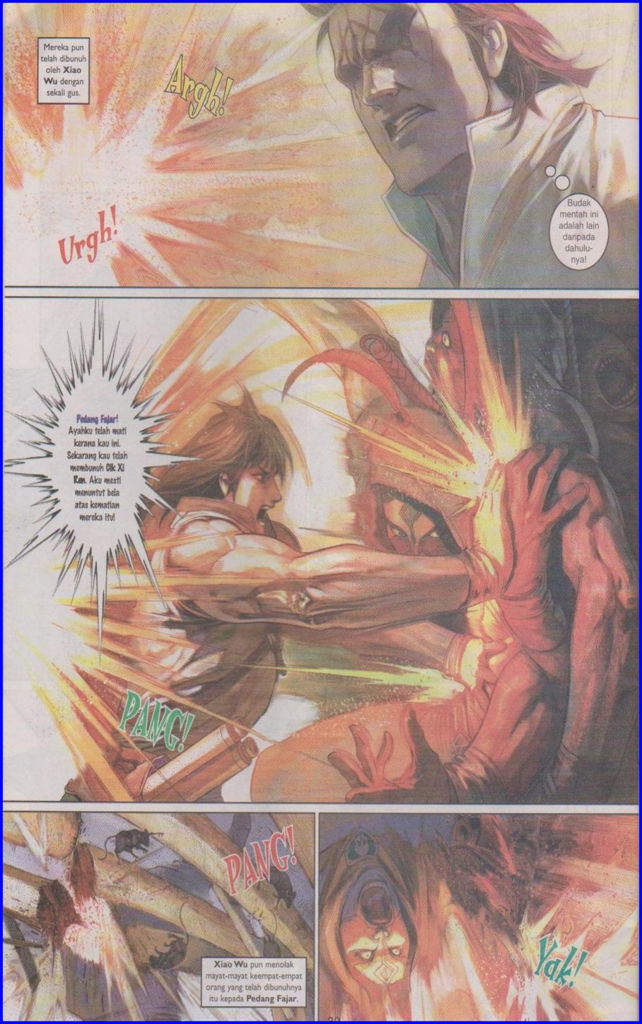 Mereka pun
telah dibunuh
oleh Xiao
Wu dengan
sekali gus.
Argh!
Urgh!
Budak
mentah ini
adalah lain
daripada
dahulu-
nya!
Pedang Fajar!
Ayahku telah mati
kerana kau ini.
Sekarang kau telah
membunuh Cik Xi
Ren. Aku mesti
menuntut bela
atas kematian
mereka itu!
PANG!
PANG!
Xiao Wu pun menolak
mayat-mayat keempat-empat
orang yang telah dibunuhnya
itu kepada Pedang Fajar.
Yak!